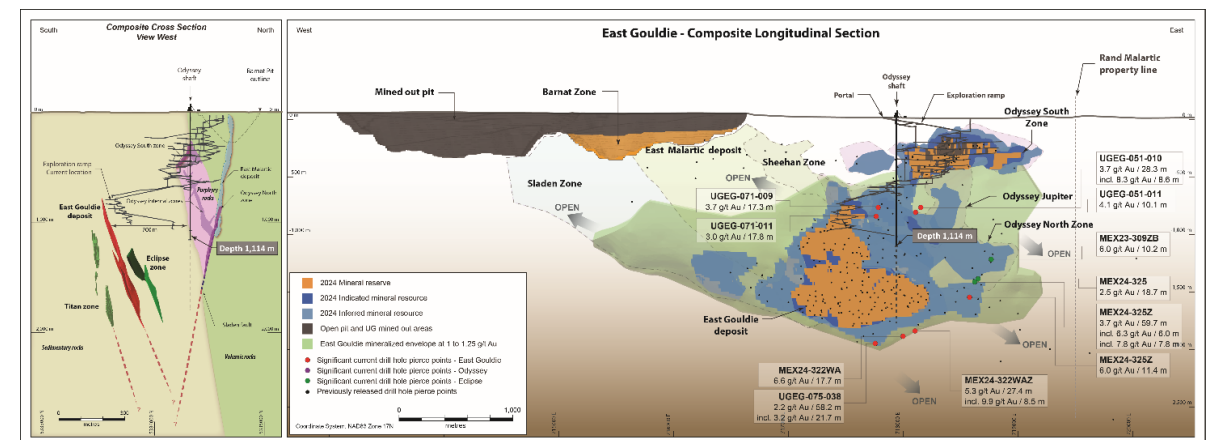 South
Composite Cross Section
View West
North
Odyssey
shaft
Barnat Pit
outline
Odyssey South zone
Exploration ramp
Current location
East Malartic
deposit
Porphyry
rocks
Odyssey North
zone
Odyssey internal zones
East Gouldie
deposit
700 m
Depth 1,114 m
Eclipse
zone
Titan zone
Sladen fault
Sedimentary rocks
Volcanic rocks
metres
West
East Gouldie - Composite Longitudinal Section
East
Rand Malartic
property line
Odyssey
shaft
Mined out pit
Barnat Zone
Portal
Exploration ramp
Odyssey South
Zone
East Malartic deposit
Sheehan Zone
OPEN
Sladen Zone
OPEN
UGEG-051-010
3.7 g/t Au / 28.3 m
incl. 8.3 g/t Au / 8.6 m
UGEG-051-011
4.1 g/t Au / 10.1 m
UGEG-071-009
3.7 g/t Au / 17.3 m
UGEG-071-011
3.0 g/t Au / 17.8 m
Odyssey Jupiter
Odyssey North Zone
Depth 1,114 m
OPEN
MEX23-309ZB
6.0 g/t Au / 10.2 m
MEX24-325
2.5 g/t Au / 18.7 m
MEX24-325Z
3.7 g/t Au / 59.7 m
incl. 6.3 g/t Au / 6.0 m
incl. 7.8 g/t Au / 7.8 m
MEX24-325Z
6.0 g/t Au / 11.4 m
East Gouldie
deposit
OPEN
MEX24-322WA
6.6 g/t Au / 17.7 m
UGEG-075-038
2.2 g/t Au / 58.2 m
incl. 3.2 g/t Au / 21.7 m
MEX24-322WAZ
5.3 g/t Au / 27.4 m
incl. 9.9 g/t Au / 8.5 m
OPEN
2024 Mineral reserve
2024 Indicated mineral resource
2024 Inferred mineral resource
Open pit and UG mined out areas
East Gouldie mineralized envelope at 1 to 1.25 g/t Au
Significant current drill hole pierce points - East Gouldie
Significant current drill hole pierce points - Odyssey
Significant current drill hole pierce points - Eclipse
Previously released drill hole pierce points
0 1,000
metres
Coordinate System, NAD83 Zone 17N